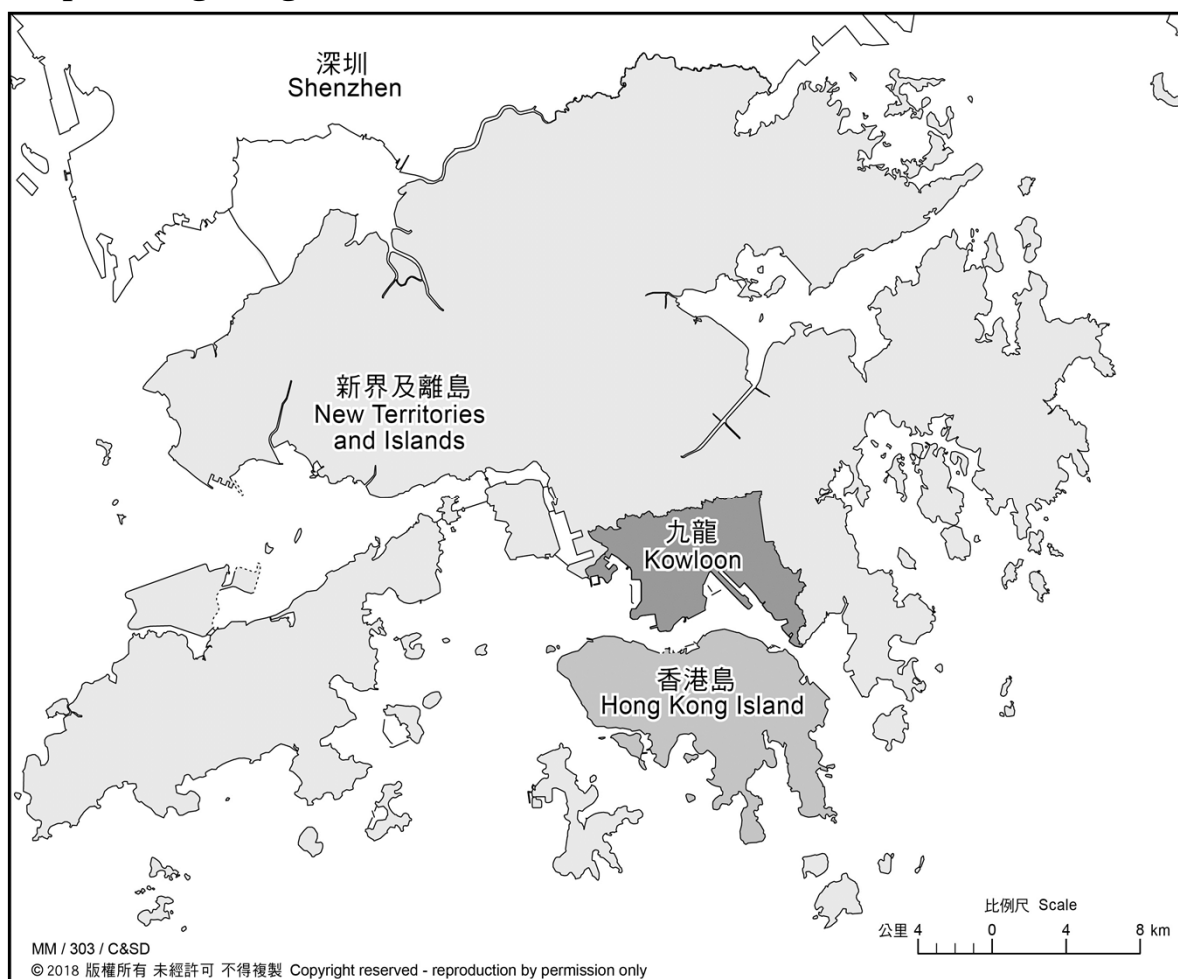 深圳
Shenzhen
新界及離島
New Territories
and Islands
九龍
Kowloon
香港島
Hong Kong Island
比例尺 Scale
公里 4 0 4 8 km
MM / 303 / C&SD
© 2018 版權所有 未經許可 不得複製 Copyright reserved - reproduction by permission only